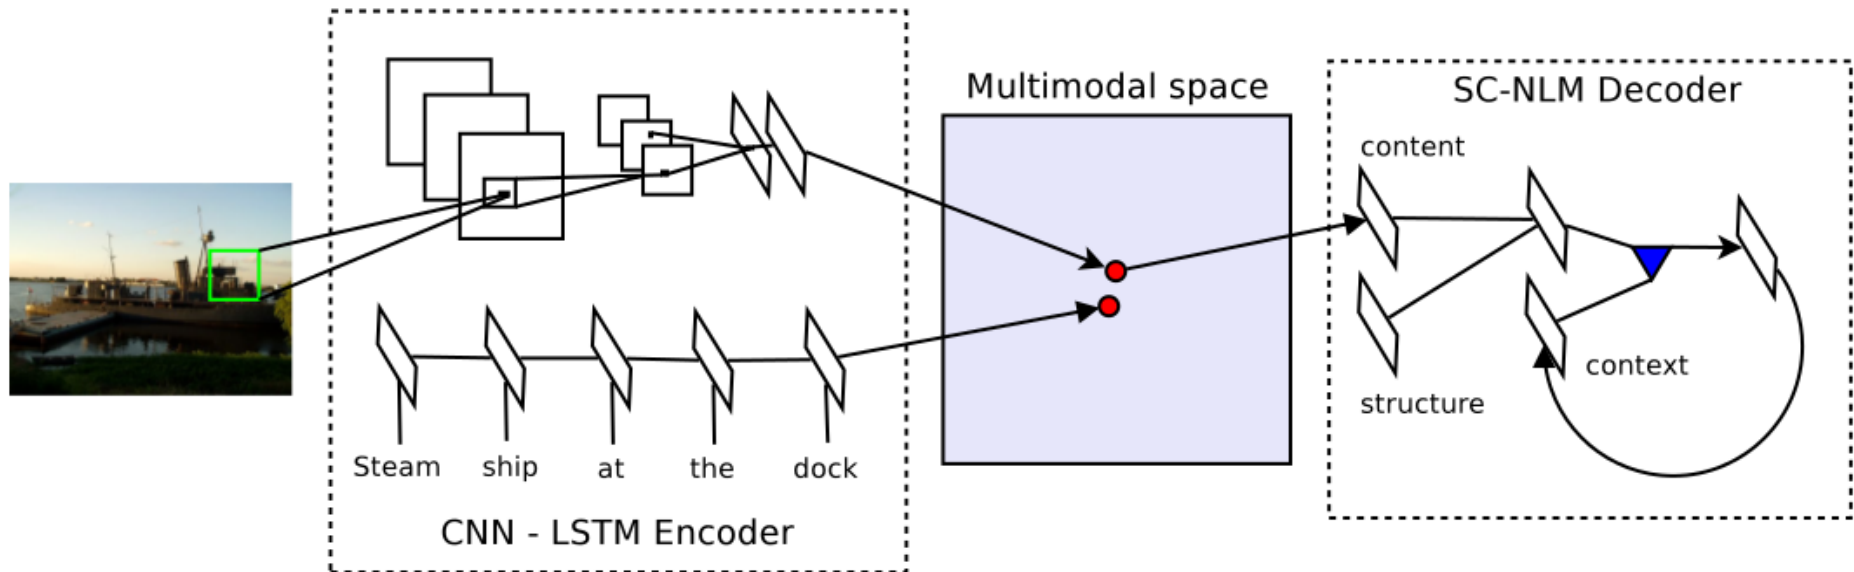 Steam ship at the dock
CNN - LSTM Encoder
Multimodal space
SC-NLM Decoder
content
structure
context